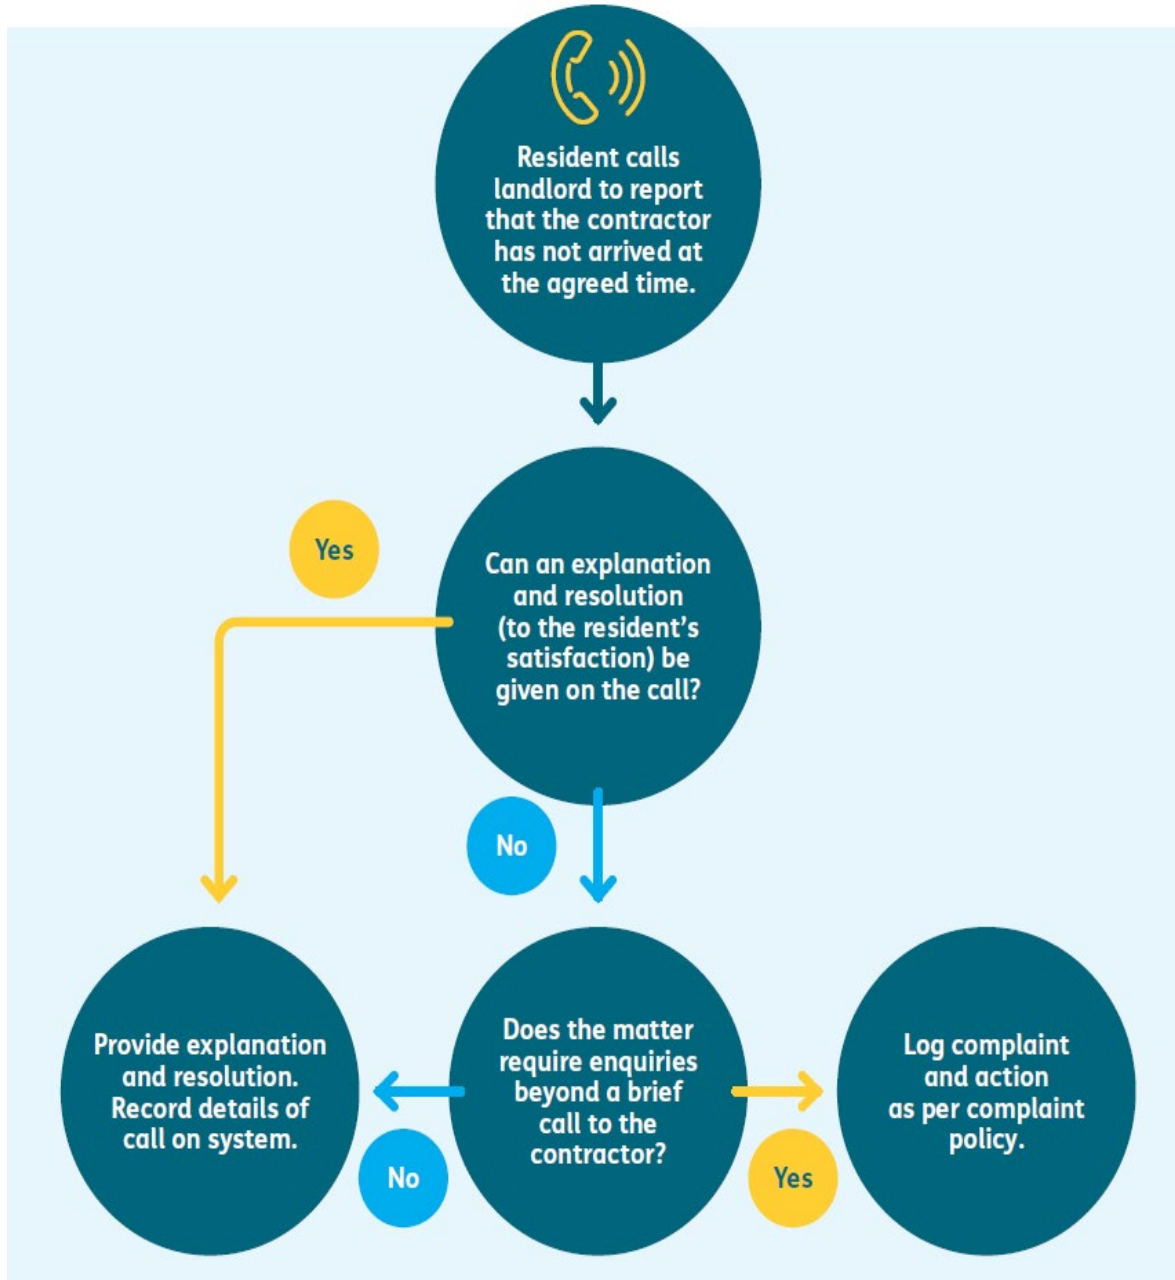 Resident calls
landlord to report
that the contractor
has not arrived at
the agreed time.
Yes
Can an explanation
and resolution
(to the resident’s
satisfaction) be
given on the call?
No
Provide explanation
and resolution.
Record details of
call on system.
No
Does the matter
require enquiries
beyond a brief
call to the
contractor?
Yes
Log complaint
and action
as per complaint
policy.